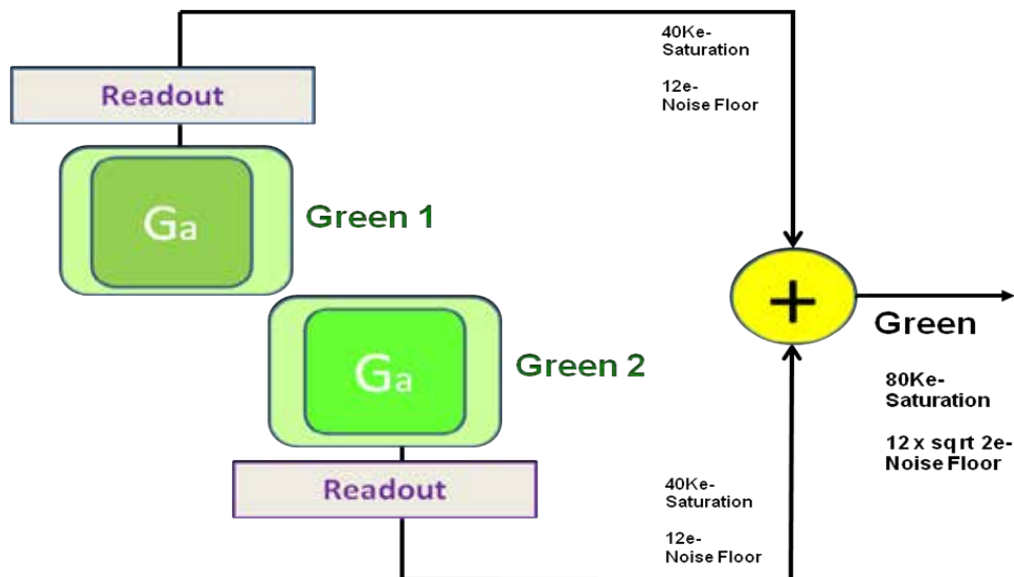 Readout
Ga
Green 1
40Ke-
Saturation
12e-
Noise Floor
+
Green
80Ke-
Saturation
12 x sqrt 2e-
Noise Floor
Ga
Green 2
Readout
40Ke-
Saturation
12e-
Noise Floor